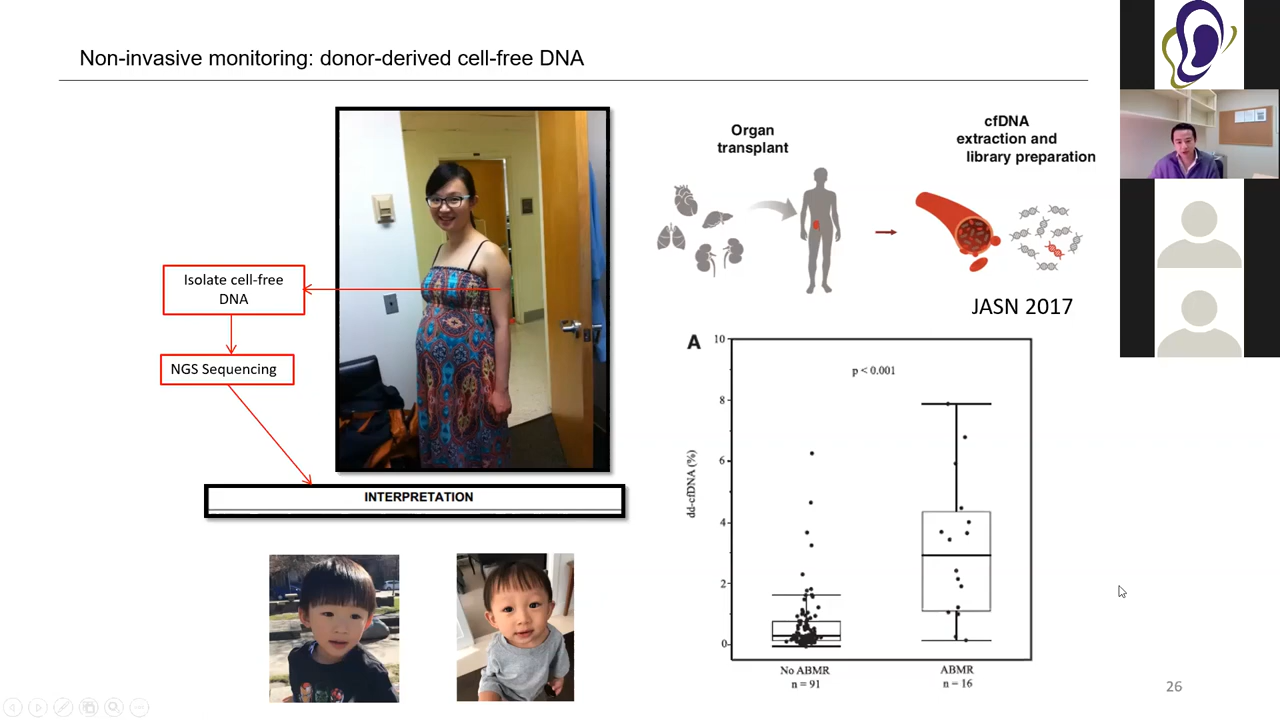 Non-invasive monitoring: donor-derived cell-free DNA
Isolate cell-free
DNA
NGS Sequencing
INTERPRETATION
Organ
transplant
cfDNA
extraction and
library preparation
JASN 2017
A
p < 0.001
dd-cfDNA (%)
10
8
6
4
2
0
No ABMR
n = 91
ABMR
n = 16
26